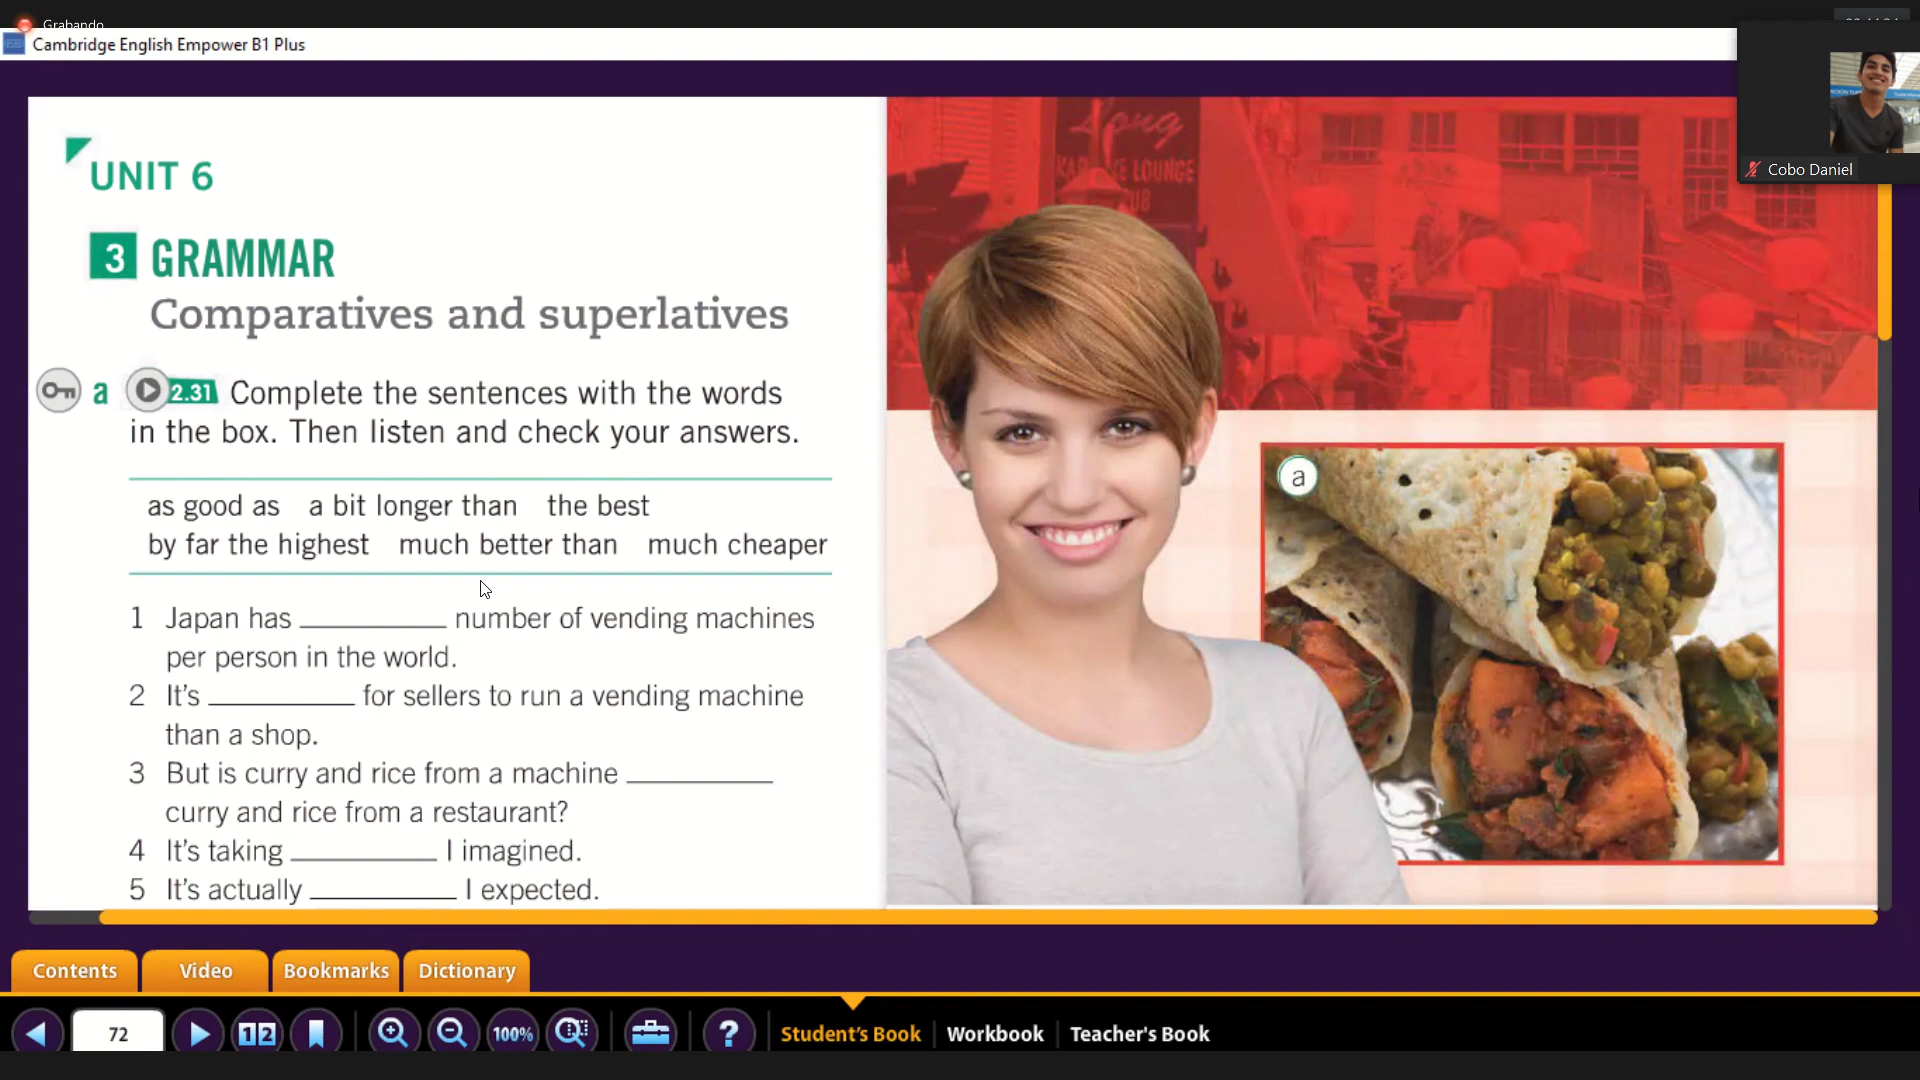 Grabando
Cambridge English Empower B1 Plus
Cobo Daniel
UNIT 6
3 GRAMMAR
Comparatives and superlatives
a 2.31 Complete the sentences with the words
in the box. Then listen and check your answers.
as good as a bit longer than the best
by far the highest much better than much cheaper
1 Japan has __________ number of vending machines
per person in the world.
2 It's __________ for sellers to run a vending machine
than a shop.
3 But is curry and rice from a machine __________
curry and rice from a restaurant?
4 It's taking __________ I imagined.
5 It's actually __________ I expected.
Long
LOUNGE
a
Contents Video Bookmarks Dictionary
72 12 100% ? Student's Book Workbook Teacher's Book